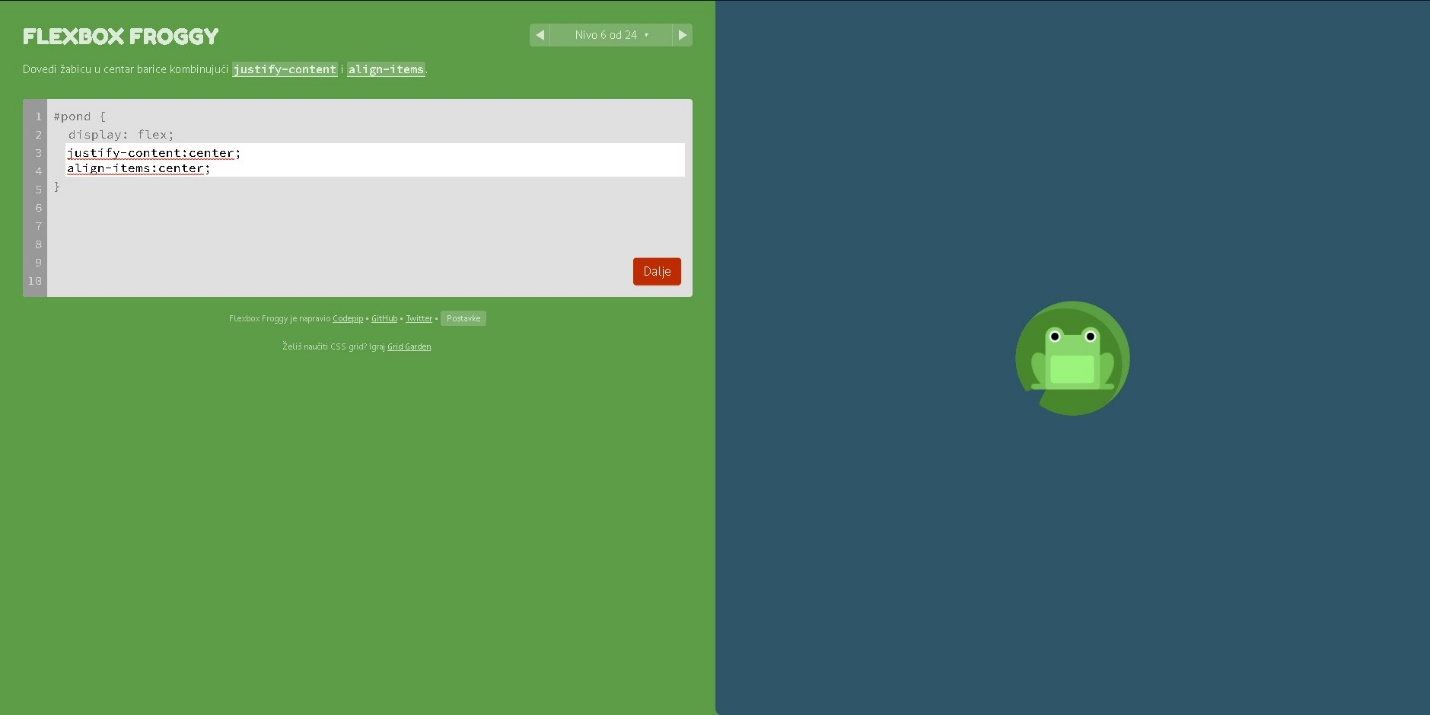 FLEXBOX FROGGY
◀ Nivo 6 od 24 ▾ ▶
Dovedi žabicu u centar barice kombinujući justify-content i align-items.
1 #pond {
2 display: flex;
3 justify-content:center;
4 align-items:center;
5 }
6
7
8
9
10
Dalje
Flexbox Froggy je napravio Codepip • GitHub • Twitter • Postavke
Želiš naučiti CSS grid? Igraj Grid Garden